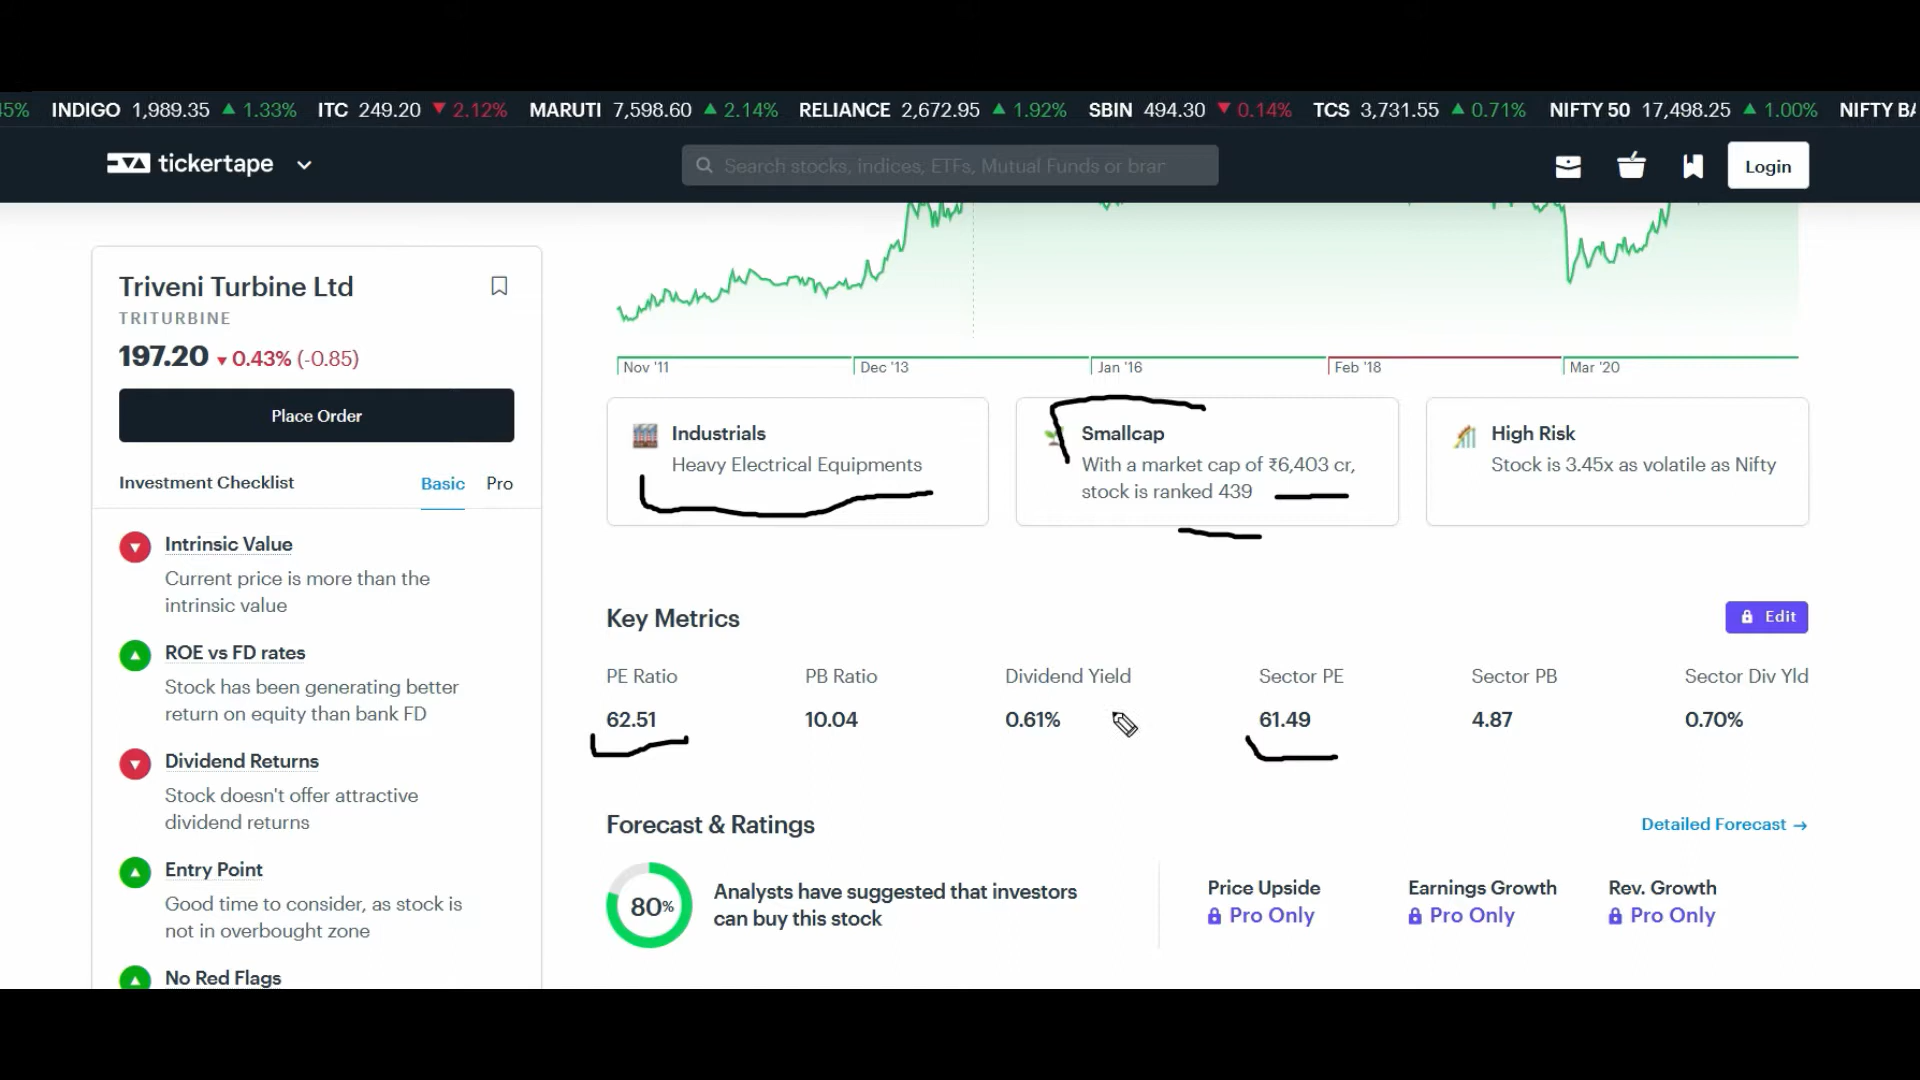 45% INDIGO 1,989.35 ▲ 1.33% ITC 249.20 ▼ 2.12% MARUTI 7,598.60 ▲ 2.14% RELIANCE 2,672.95 ▲ 1.92% SBIN 494.30 ▼ 0.14% TCS 3,731.55 ▲ 0.71% NIFTY 50 17,498.25 ▲ 1.00% NIFTY BA
tickertape
Search stocks, indices, ETFs, Mutual Funds or brar
Login
Triveni Turbine Ltd
TRITURBINE
197.20 ▼ 0.43% (-0.85)
Place Order
Investment Checklist Basic Pro
Intrinsic Value
Current price is more than the
intrinsic value
ROE vs FD rates
Stock has been generating better
return on equity than bank FD
Dividend Returns
Stock doesn't offer attractive
dividend returns
Entry Point
Good time to consider, as stock is
not in overbought zone
No Red Flags
Nov '11 Dec '13 Jan '16 Feb '18 Mar '20
Industrials
Heavy Electrical Equipments
Smallcap
With a market cap of ₹6,403 cr,
stock is ranked 439
High Risk
Stock is 3.45x as volatile as Nifty
Key Metrics
Edit
PE Ratio PB Ratio Dividend Yield Sector PE Sector PB Sector Div Yld
62.51 10.04 0.61% 61.49 4.87 0.70%
Forecast & Ratings
Detailed Forecast →
80%
Analysts have suggested that investors
can buy this stock
Price Upside Earnings Growth Rev. Growth
Pro Only Pro Only Pro Only